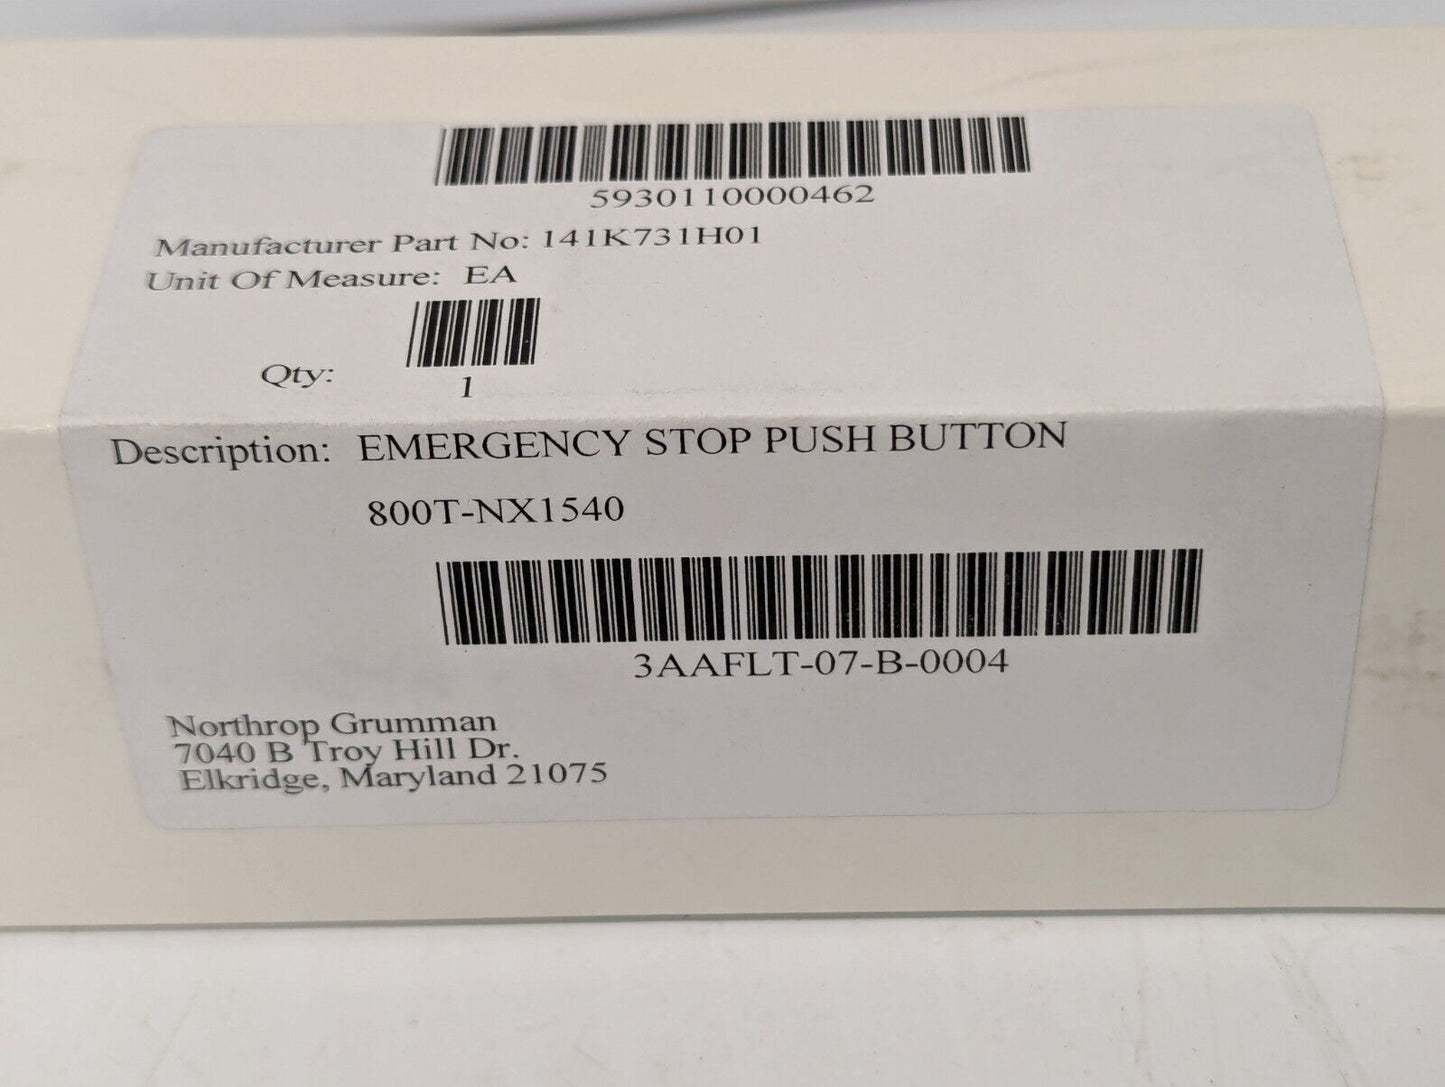 5930110000462
Manufacturer Part No: 141K731H01
Unit Of Measure: EA
Qty: 1
Description: EMERGENCY STOP PUSH BUTTON
800T-NX1540
3AAFLT-07-B-0004
Northrop Grumman
7040 B Troy Hill Dr.
Elkridge, Maryland 21075